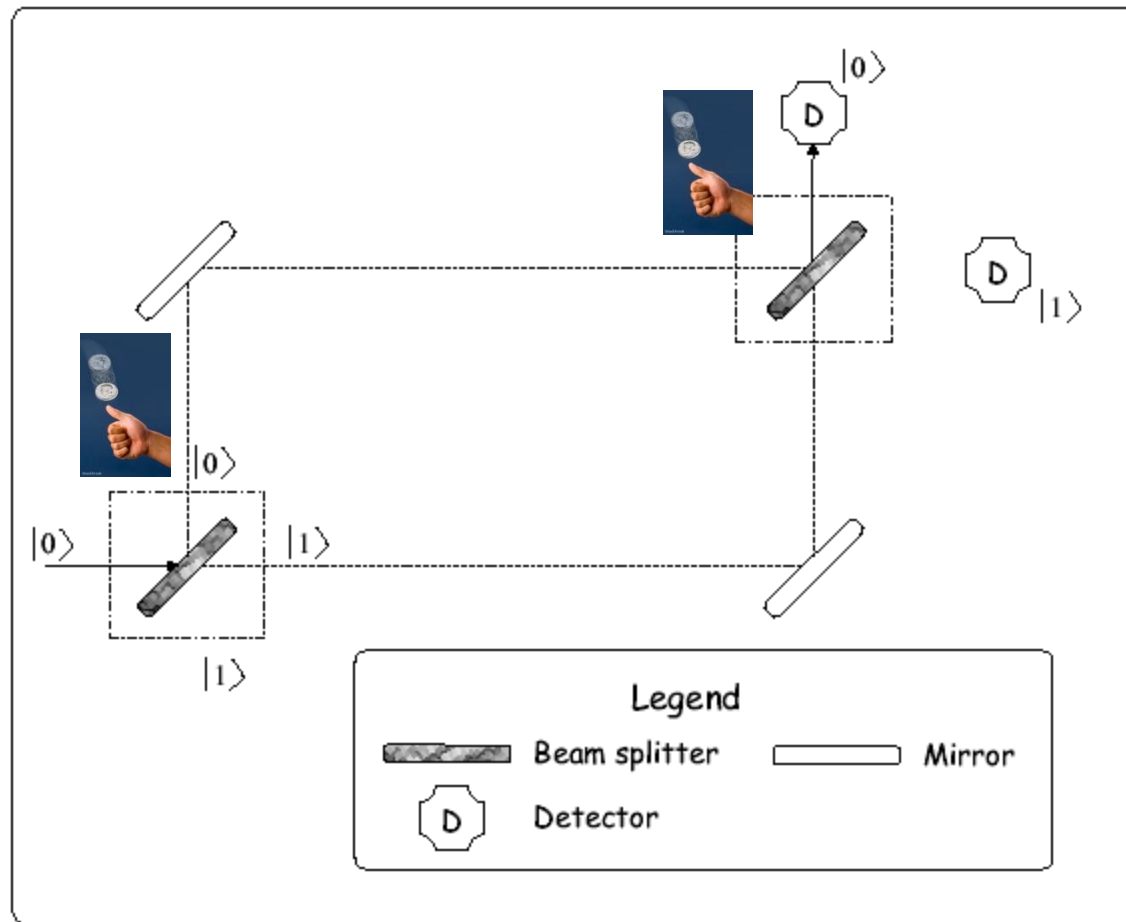 |0⟩
D
D
|1⟩
|0⟩
|0⟩
|1⟩
|1⟩
Legend
Beam splitter
Mirror
D
Detector